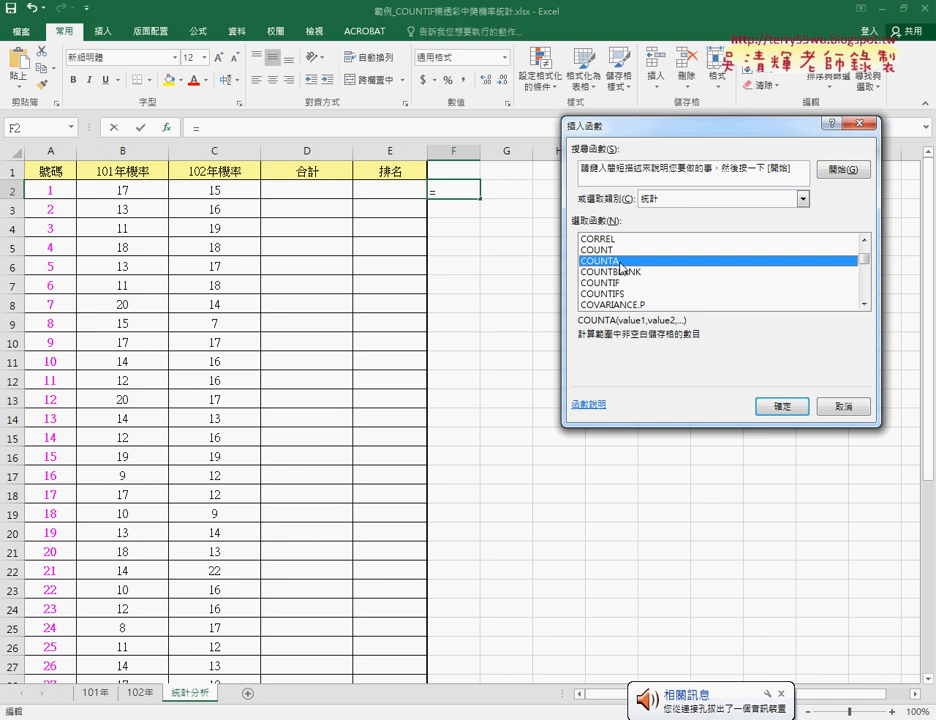 範例_COUNTIF樂透彩中獎機率統計.xlsx - Excel
檔案 常用 插入 版面配置 公式 資料 校閱 檢視 ACROBAT 告訴我您想要執行的動作... 登入 共用
http://terry55wu.blogspot.tw
吳清輝老師錄製
新細明體 12 自動換列 通用格式
貼上 B I U 跨欄置中 $ % 設定格式化的條件 格式化為表格 儲存格樣式 插入 刪除 格式 清除 排序與篩選 尋找與選取
剪貼簿 字型 對齊方式 數值 樣式 儲存格 編輯
F2 fx =
A B C D E F G H
1 號碼 101年機率 102年機率 合計 排名
2 1 17 15 =
3 2 13 16
4 3 11 19
5 4 18 18
6 5 13 17
7 6 11 18
8 7 20 14
9 8 15 7
10 9 17 17
11 10 14 16
12 11 12 16
13 12 20 17
14 13 14 13
15 14 12 16
16 15 19 19
17 16 9 12
18 17 17 12
19 18 10 9
20 19 13 14
21 20 18 13
22 21 14 22
23 22 10 16
24 23 12 16
25 24 8 17
26 25 11 12
27 26 14 13
插入函數
搜尋函數(S):
請鍵入簡短描述來說明您要做的事，然後按一下 [開始]
開始(G)
或選取類別(C): 統計
選取函數(N):
CORREL
COUNT
COUNTA
COUNTBLANK
COUNTIF
COUNTIFS
COVARIANCE.P
COUNTA(value1,value2,...)
計算範圍中非空白儲存格的數目
函數說明
確定 取消
101年 102年 統計分析
相關訊息
您從連接孔拔出了一個音訊裝置
編輯 100%